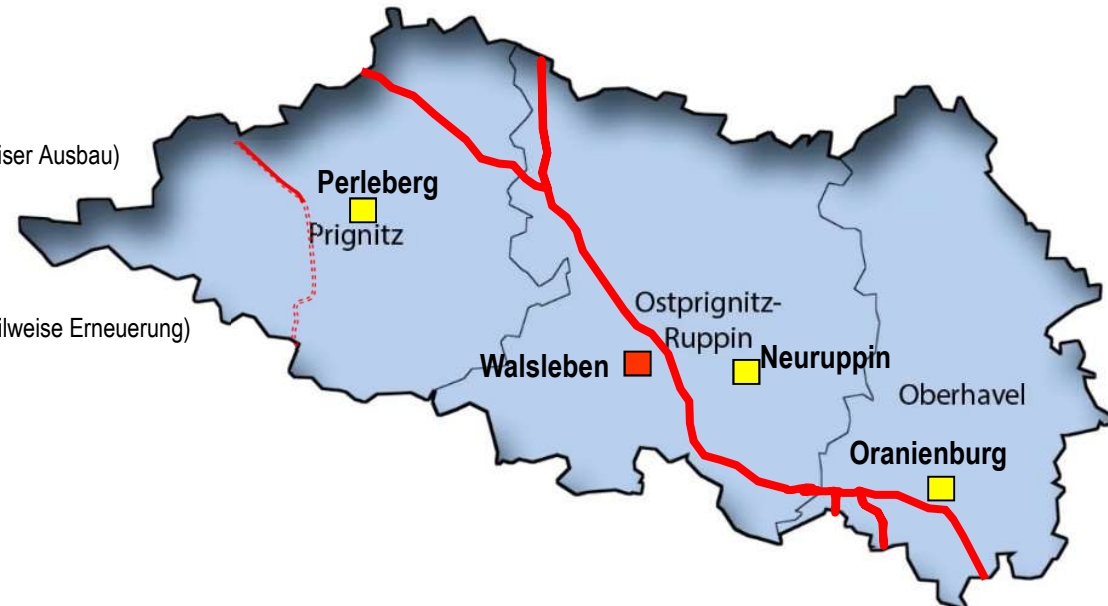 iser Ausbau)
Perleberg
Prignitz
ilweise Erneuerung)
Ostprignitz-
Ruppin
Walsleben
Neuruppin
Oberhavel
Oranienburg